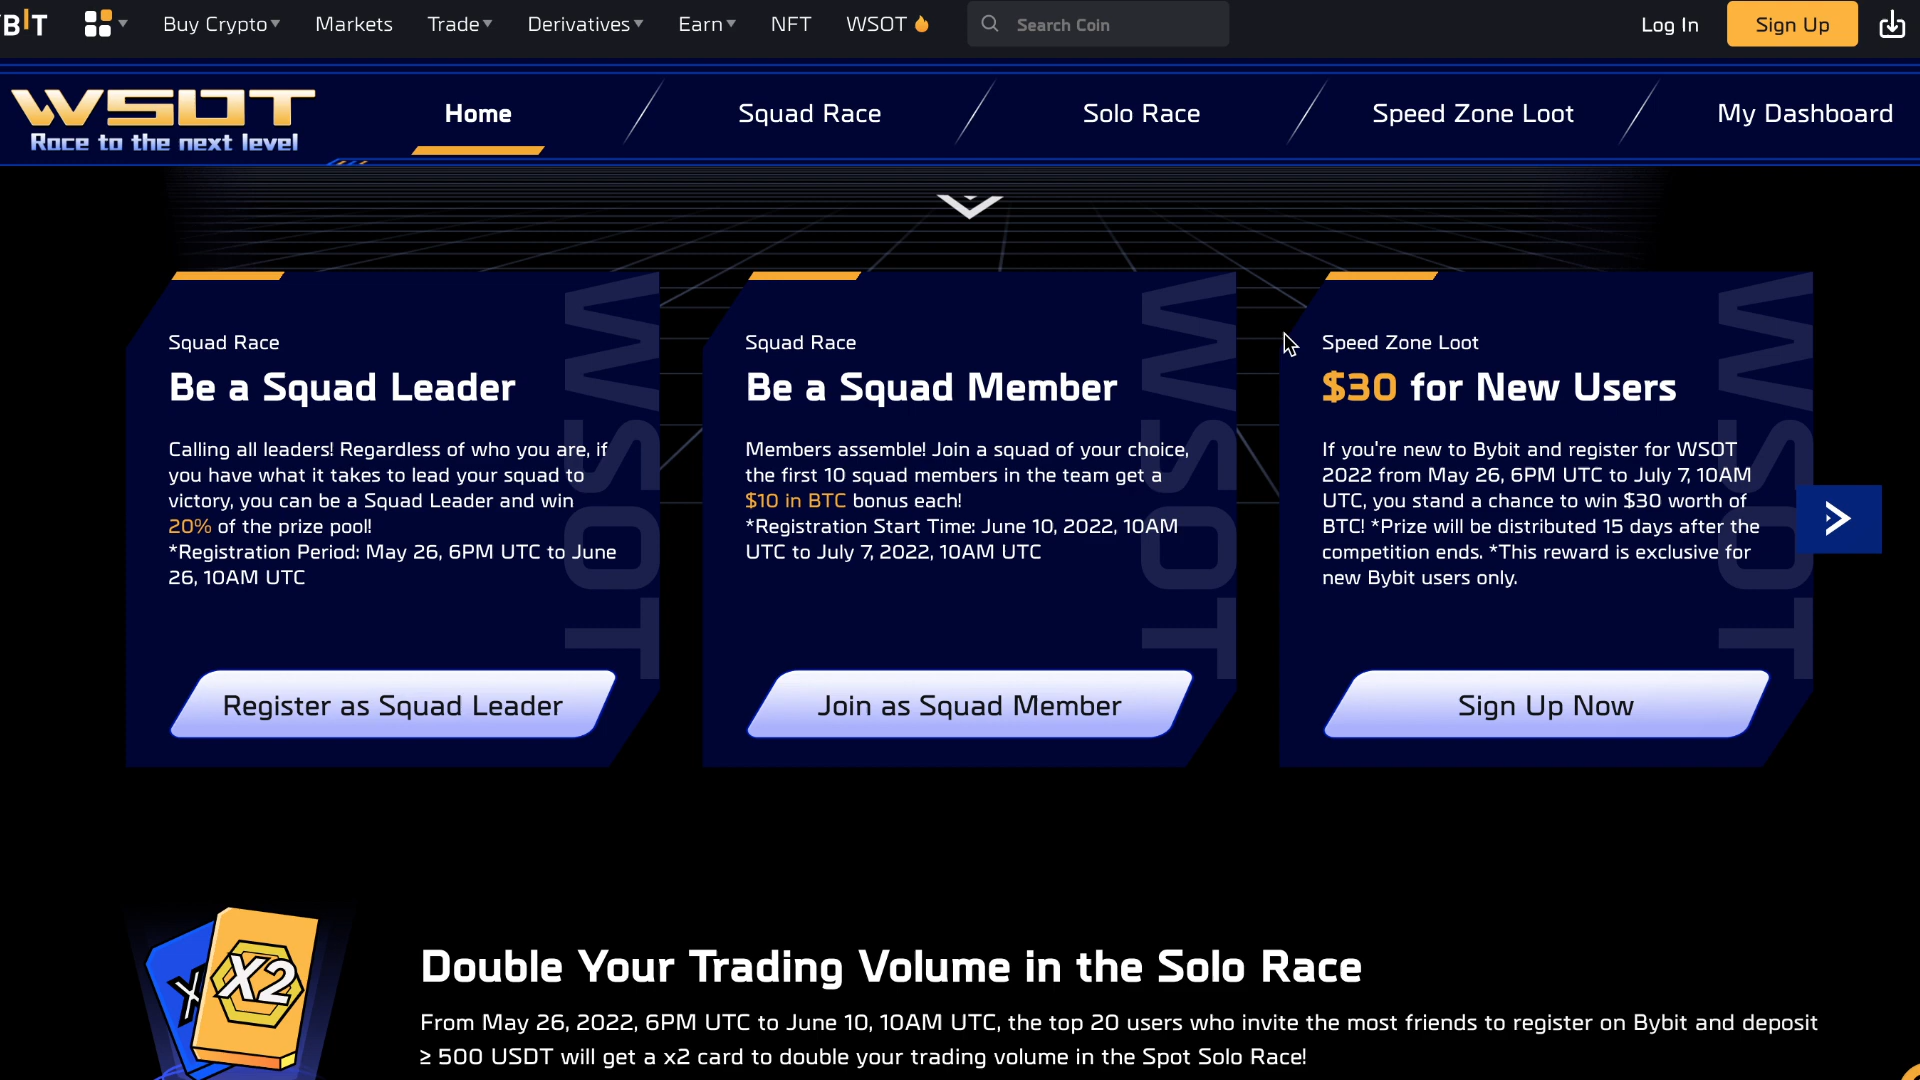 BIT
Buy Crypto
Markets
Trade
Derivatives
Earn
NFT
WSOT
Search Coin
Log In
Sign Up
WSOT
Race to the next level
Home
Squad Race
Solo Race
Speed Zone Loot
My Dashboard
WSOT
Squad Race
Be a Squad Leader
Calling all leaders! Regardless of who you are, if
you have what it takes to lead your squad to
victory, you can be a Squad Leader and win
20% of the prize pool!
*Registration Period: May 26, 6PM UTC to June
26, 10AM UTC
Register as Squad Leader
WSOT
Squad Race
Be a Squad Member
Members assemble! Join a squad of your choice,
the first 10 squad members in the team get a
$10 in BTC bonus each!
*Registration Start Time: June 10, 2022, 10AM
UTC to July 7, 2022, 10AM UTC
Join as Squad Member
WSOT
Speed Zone Loot
$30 for New Users
If you're new to Bybit and register for WSOT
2022 from May 26, 6PM UTC to July 7, 10AM
UTC, you stand a chance to win $30 worth of
BTC! *Prize will be distributed 15 days after the
competition ends. *This reward is exclusive for
new Bybit users only.
Sign Up Now
X2
Double Your Trading Volume in the Solo Race
From May 26, 2022, 6PM UTC to June 10, 10AM UTC, the top 20 users who invite the most friends to register on Bybit and deposit
≥ 500 USDT will get a x2 card to double your trading volume in the Spot Solo Race!